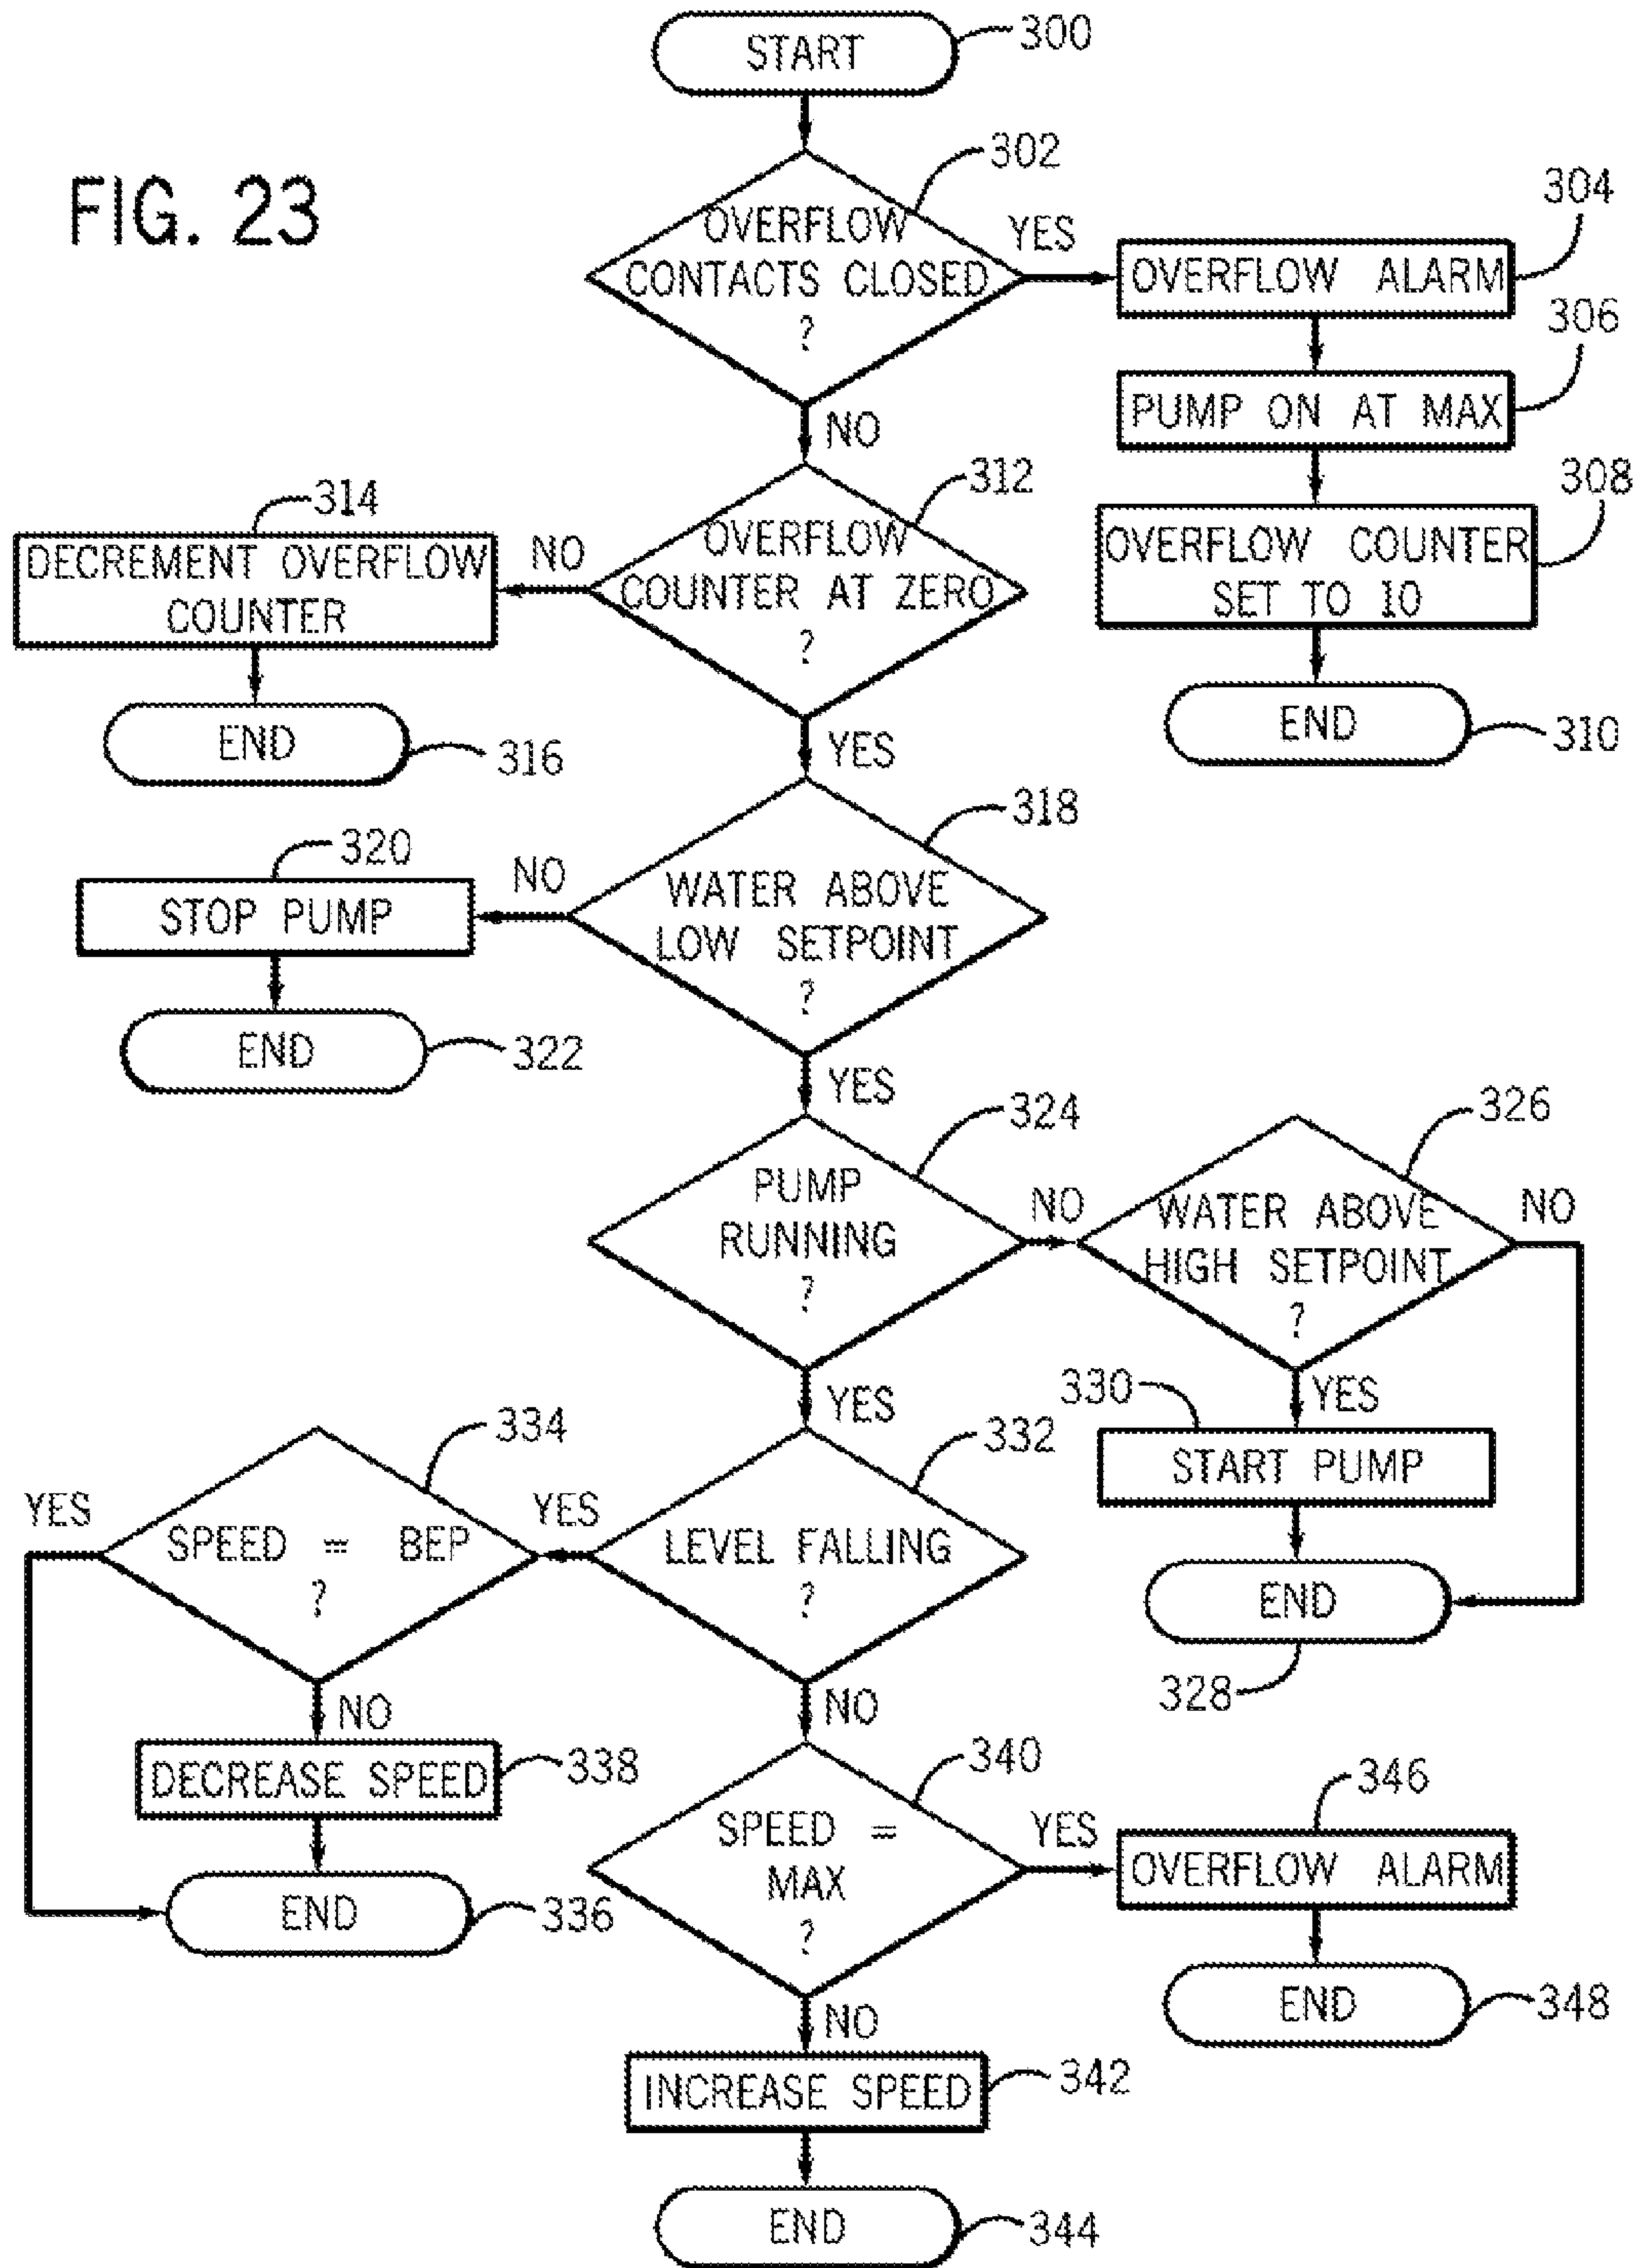 FIG. 23
START
300
302
OVERFLOW
CONTACTS CLOSED
?
YES
304
OVERFLOW ALARM
306
PUMP ON AT MAX
NO
308
OVERFLOW COUNTER
SET TO 10
END
310
312
OVERFLOW
COUNTER AT ZERO
?
NO
314
DECREMENT OVERFLOW
COUNTER
END
316
YES
318
WATER ABOVE
LOW SETPOINT
?
NO
320
STOP PUMP
END
322
YES
324
PUMP
RUNNING
?
NO
326
WATER ABOVE
HIGH SETPOINT
?
NO
YES
330
START PUMP
END
328
YES
332
LEVEL FALLING
?
YES
334
SPEED = BEP
?
YES
NO
DECREASE SPEED
338
END
336
NO
340
SPEED =
MAX
?
YES
346
OVERFLOW ALARM
END
348
NO
INCREASE SPEED
342
END
344